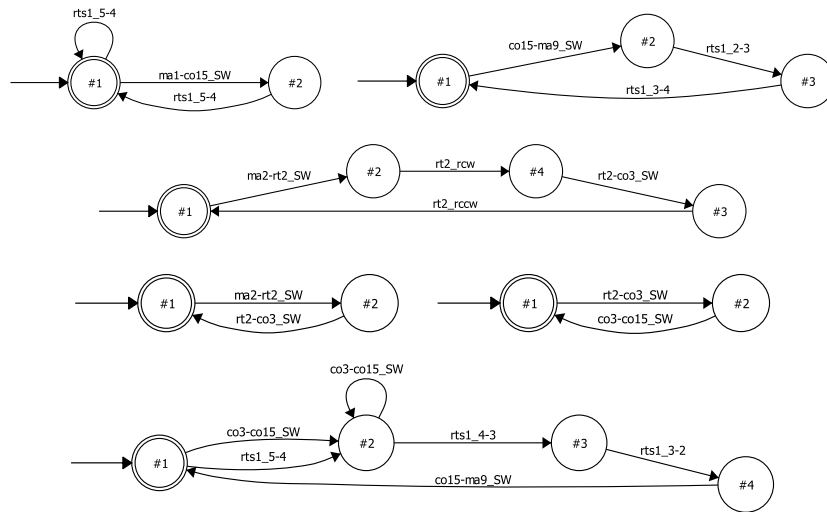 rts1_5-4
#1
ma1-co15_SW
#2
rts1_5-4
#1
co15-ma9_SW
#2
rts1_2-3
#3
rts1_3-4
#1
ma2-rt2_SW
#2
rt2_rcw
#4
rt2-co3_SW
#3
rt2_rccw
#1
ma2-rt2_SW
#2
rt2-co3_SW
#1
rt2-co3_SW
#2
co3-co15_SW
co3-co15_SW
#1
co3-co15_SW
rts1_5-4
#2
rts1_4-3
#3
rts1_3-2
#4
co15-ma9_SW